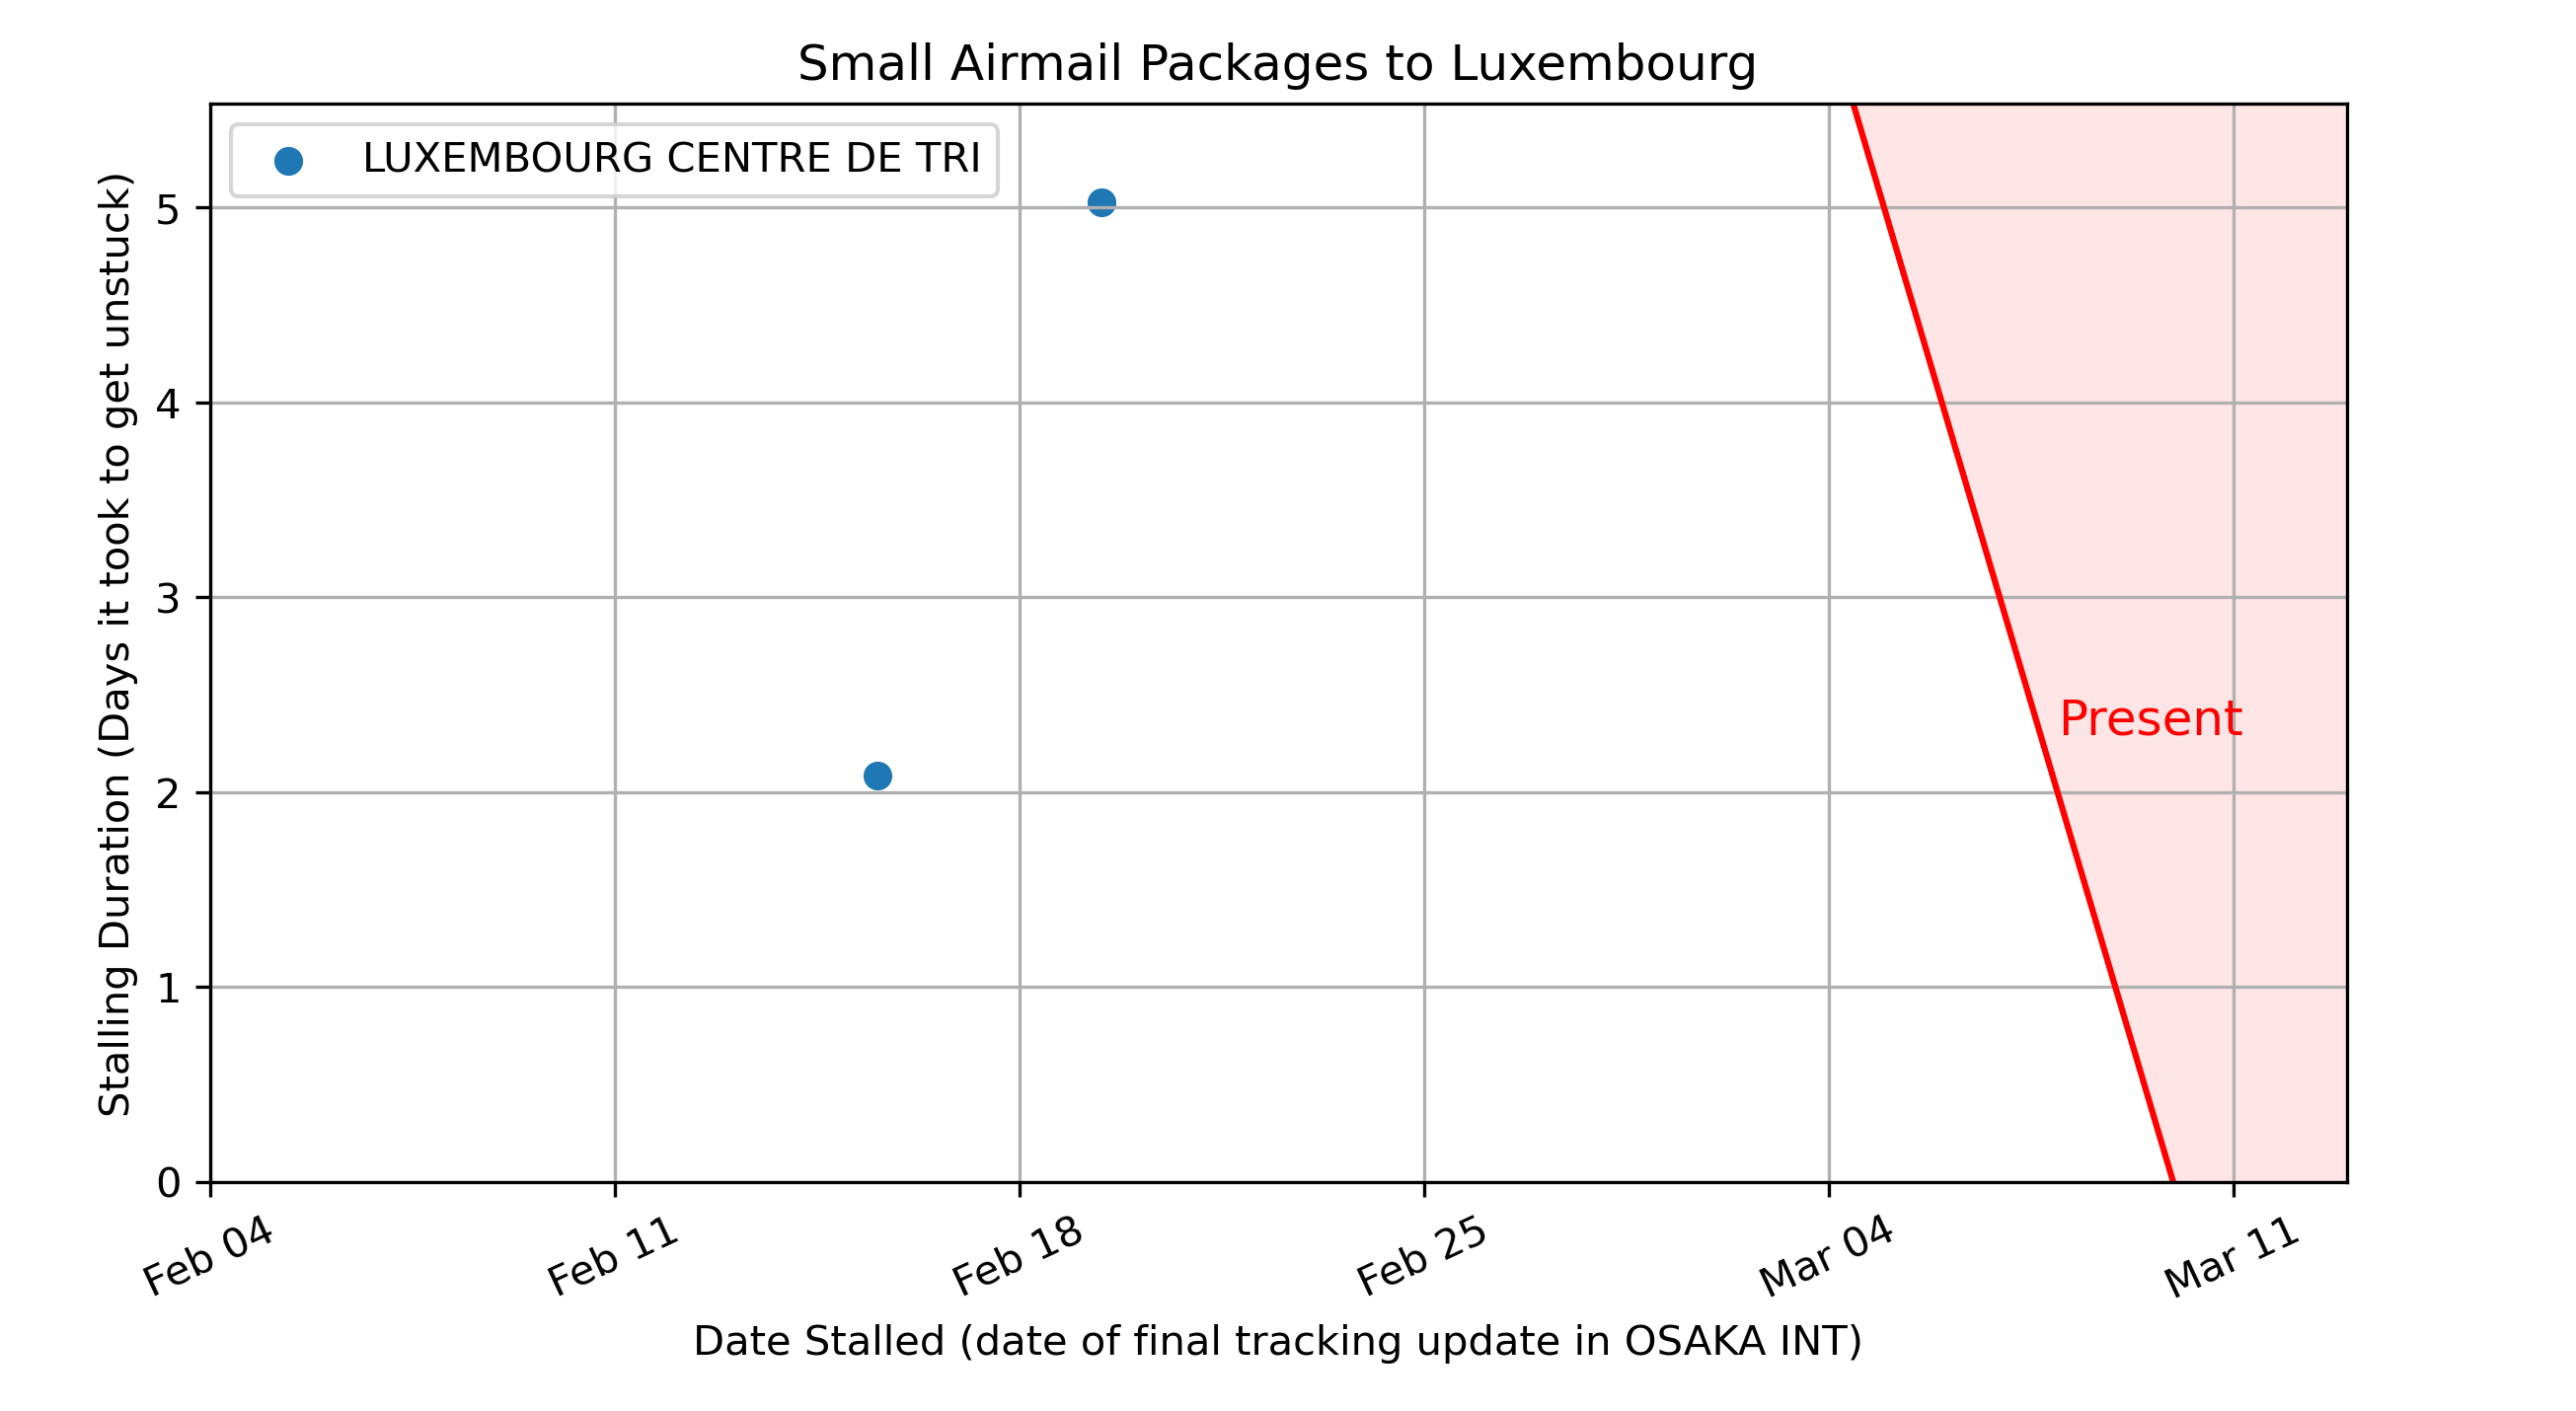 Small Airmail Packages to Luxembourg
LUXEMBOURG CENTRE DE TRI
Stalling Duration (Days it took to get unstuck)
5
4
3
2
1
0
Present
Feb 04
Feb 11
Feb 18
Feb 25
Mar 04
Mar 11
Date Stalled (date of final tracking update in OSAKA INT)